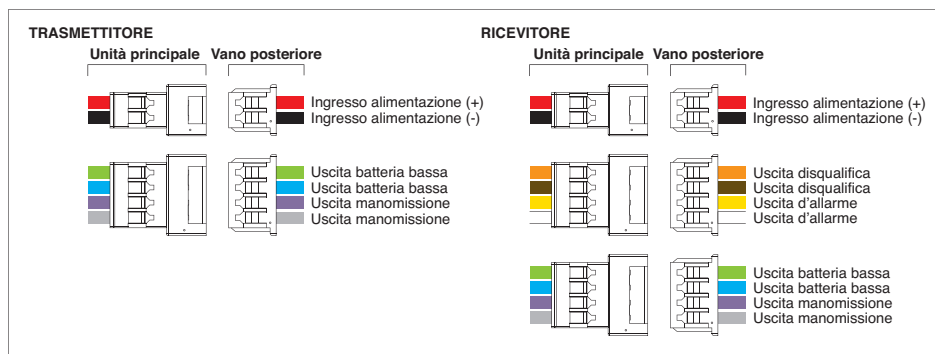 TRASMETTITORE
Unità principale Vano posteriore
Ingresso alimentazione (+)
Ingresso alimentazione (-)
Uscita batteria bassa
Uscita batteria bassa
Uscita manomissione
Uscita manomissione
RICEVITORE
Unità principale Vano posteriore
Ingresso alimentazione (+)
Ingresso alimentazione (-)
Uscita disqualifica
Uscita disqualifica
Uscita d'allarme
Uscita d'allarme
Uscita batteria bassa
Uscita batteria bassa
Uscita manomissione
Uscita manomissione